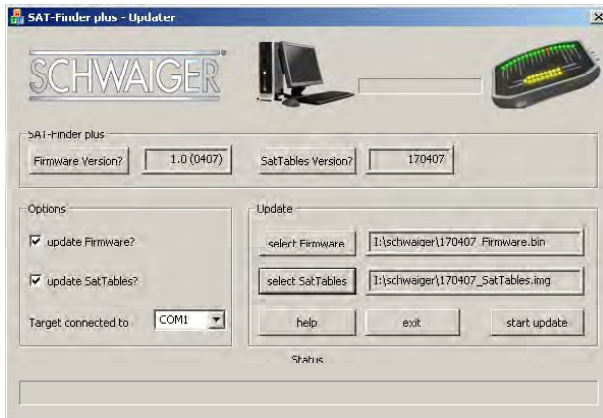 SAT-Finder plus - Updater
SCHWAIGER
SAT-Finder plus
Firmware Version?
1.0 (0407)
SatTables Version?
170407
Options
Update
update Firmware?
select Firmware
I:\schwaiger\170407_Firmware.bin
update SatTables?
select SatTables
I:\schwaiger\170407_SatTables.img
Target connected to
COM1
help
exit
start update
Status